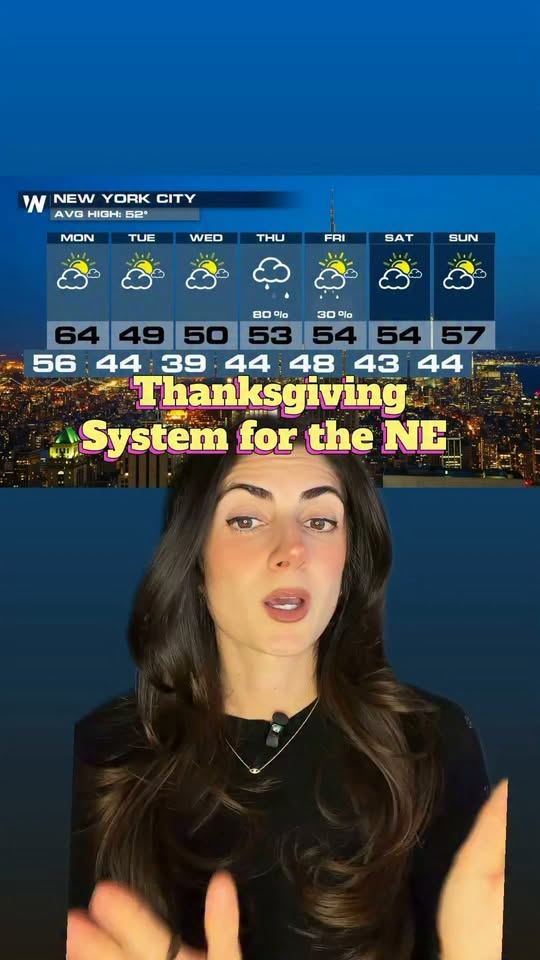 W NEW YORK CITY
AVG HIGH: 52°
MON TUE WED THU FRI SAT SUN
80% 30%
64 49 50 53 54 54 57
56 44 39 44 48 43 44
Thanksgiving
System for the NE